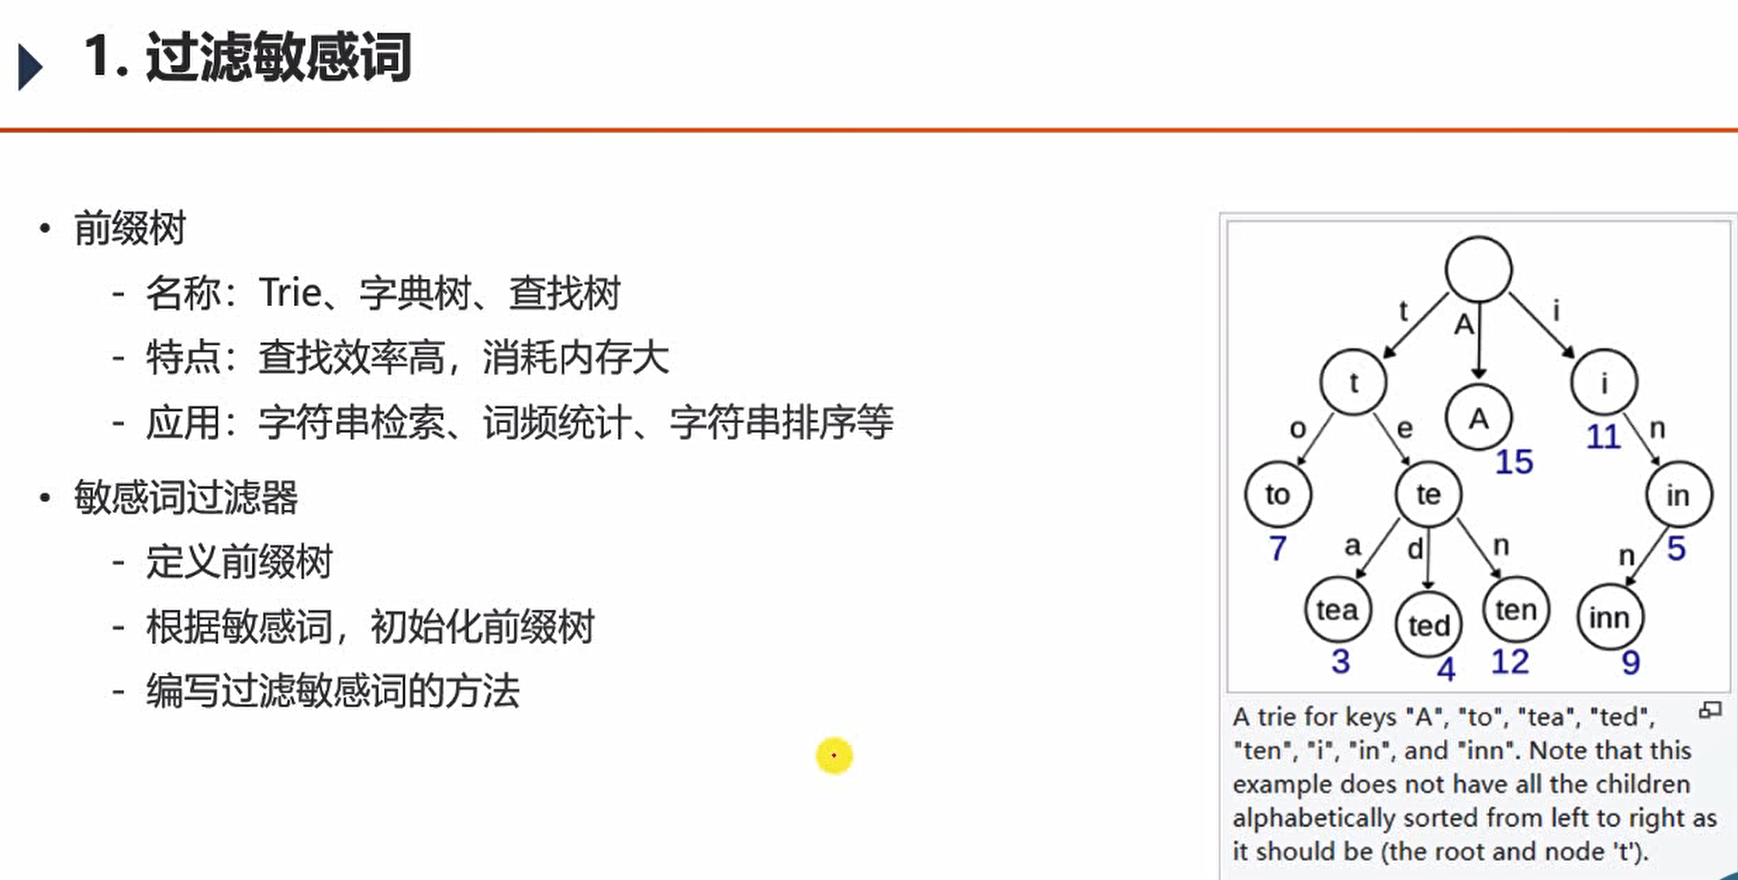 1. 过滤敏感词
• 前缀树
- 名称：Trie、字典树、查找树
- 特点：查找效率高，消耗内存大
- 应用：字符串检索、词频统计、字符串排序等
• 敏感词过滤器
- 定义前缀树
- 根据敏感词，初始化前缀树
- 编写过滤敏感词的方法
t A i
t A i
o e 15 11 n
to te in
7 a d n n 5
tea ted ten inn
3 4 12 9
A trie for keys "A", "to", "tea", "ted",
"ten", "i", "in", and "inn". Note that this
example does not have all the children
alphabetically sorted from left to right as
it should be (the root and node 't').